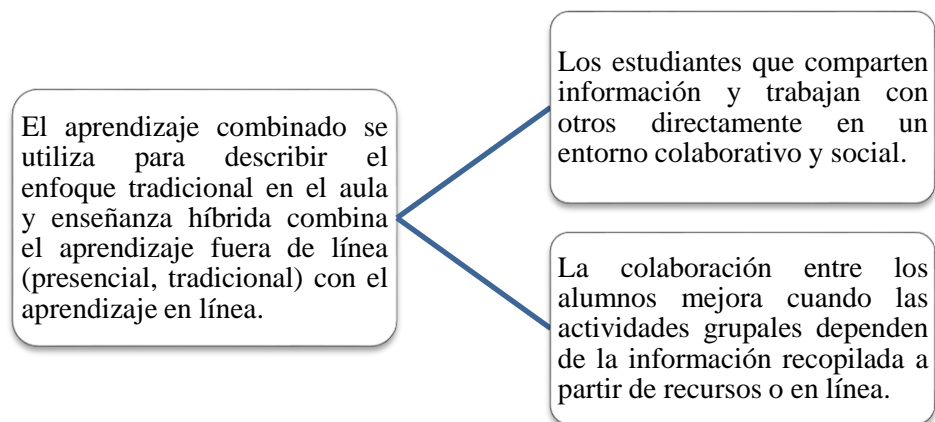 El aprendizaje combinado se
utiliza para describir el
enfoque tradicional en el aula
y enseñanza híbrida combina
el aprendizaje fuera de línea
(presencial, tradicional) con el
aprendizaje en línea.
Los estudiantes que comparten
información y trabajan con
otros directamente en un
entorno colaborativo y social.
La colaboración entre los
alumnos mejora cuando las
actividades grupales dependen
de la información recopilada a
partir de recursos o en línea.